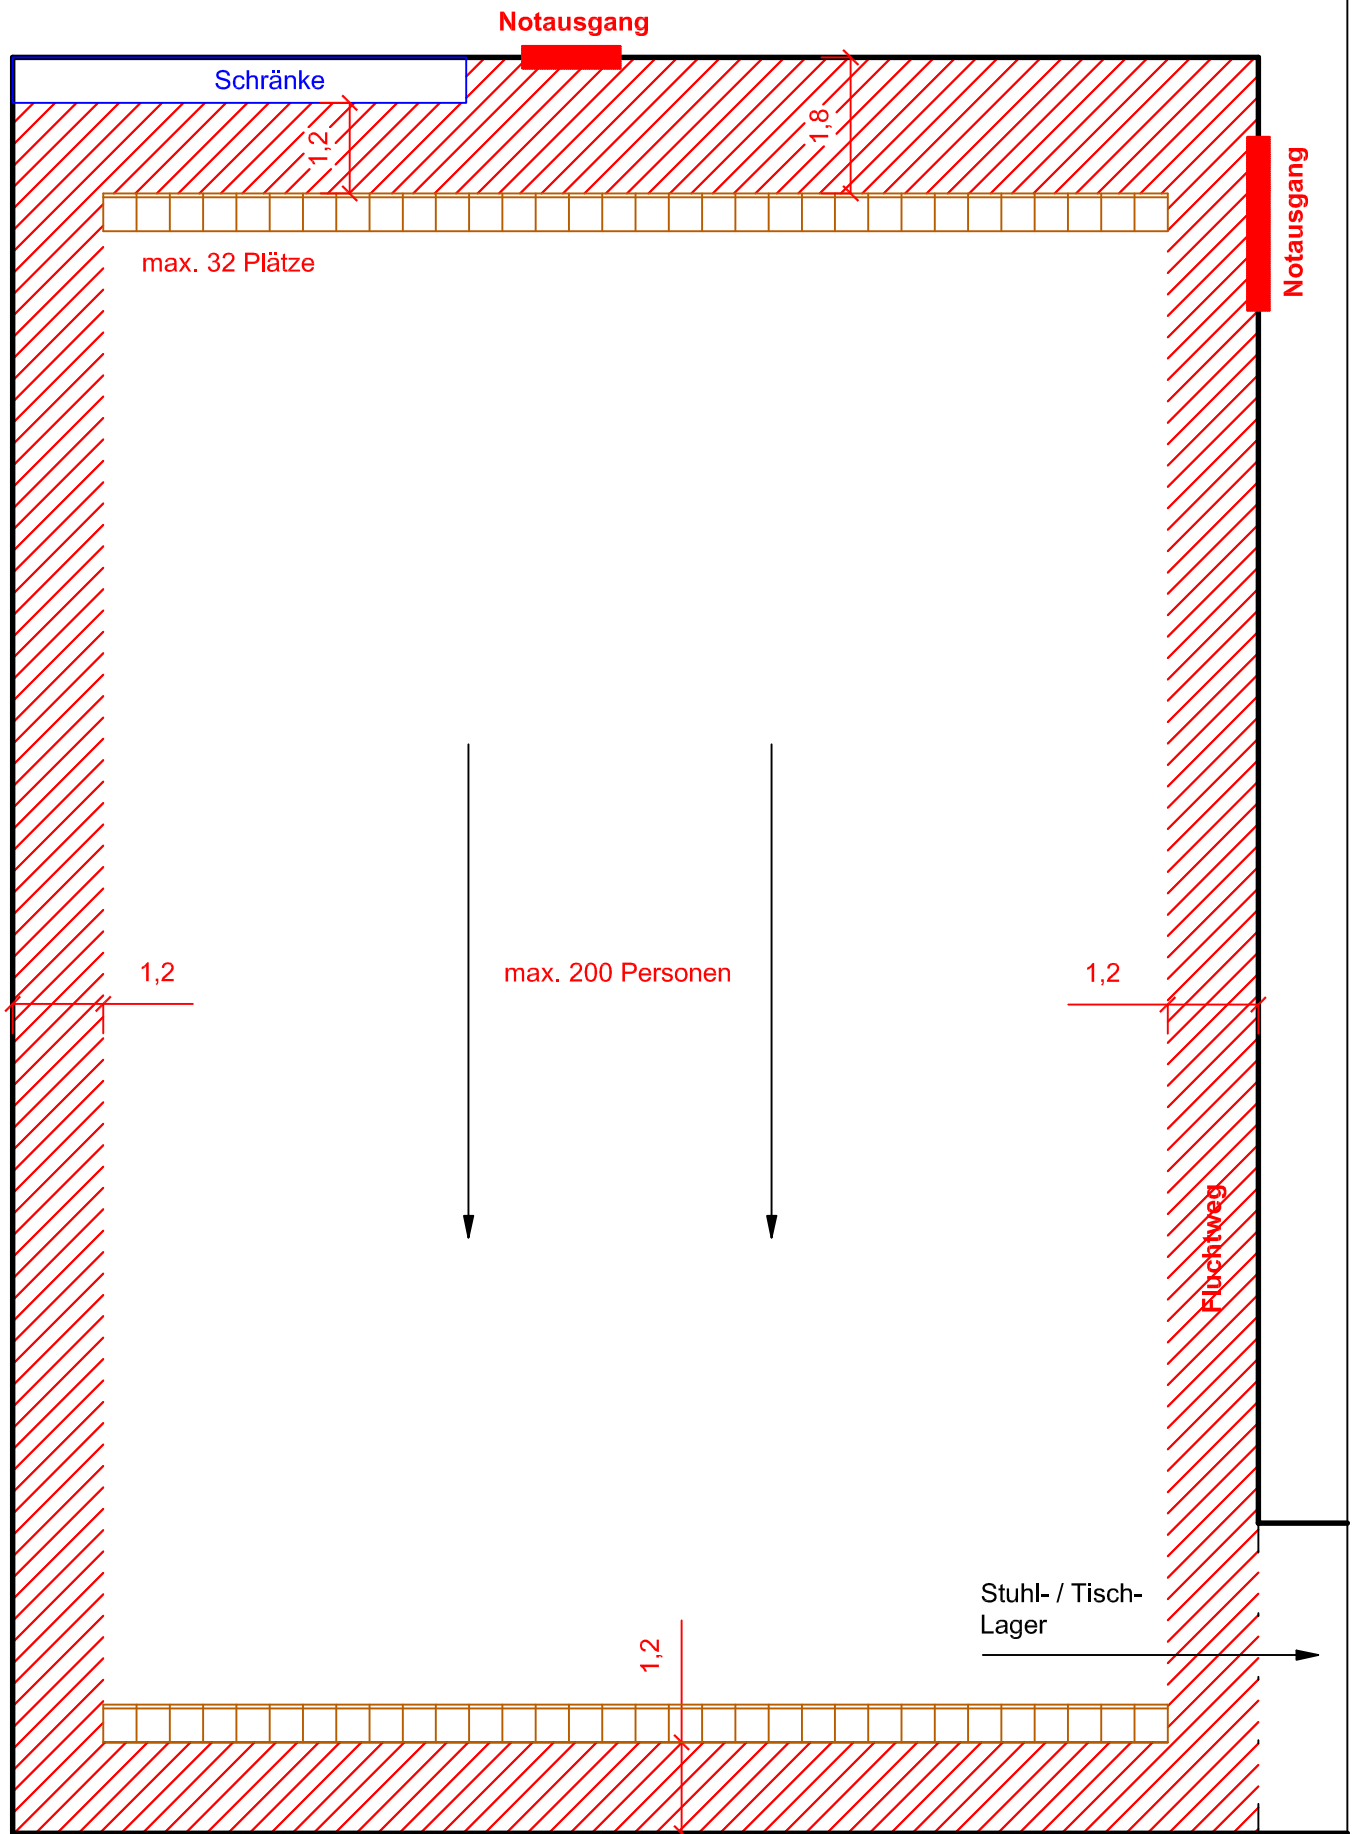 Notausgang
Schränke
1,2
1,8
Notausgang
max. 32 Plätze
1,2
max. 200 Personen
1,2
Fluchtweg
Stuhl- / Tisch-
Lager
1,2